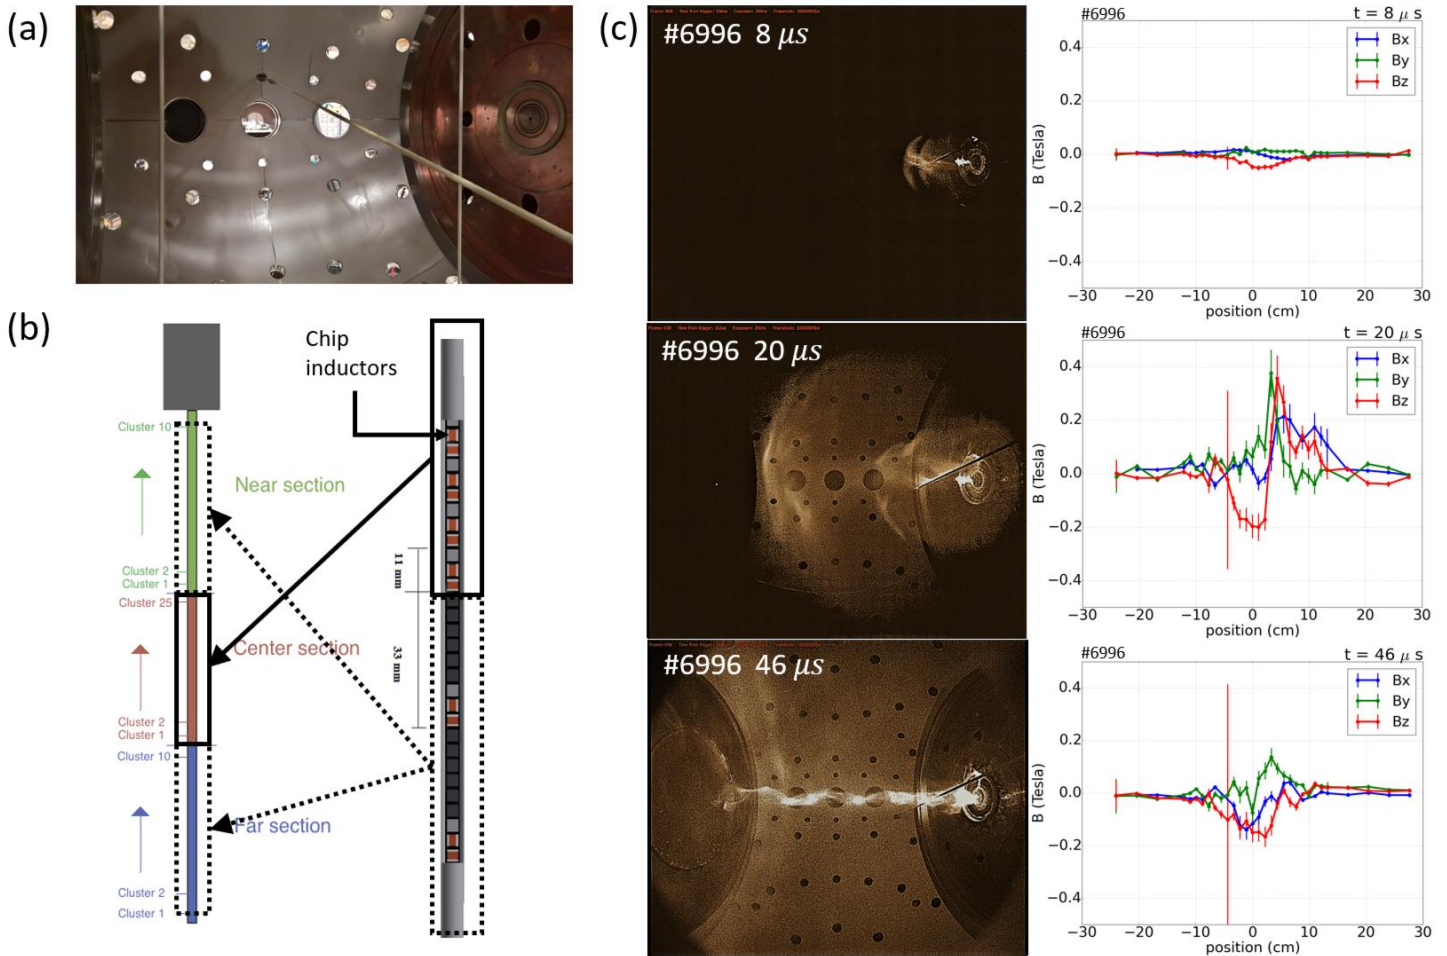 (a)
(b)
Chip
inductors
Cluster 10
Near section
Cluster 2
Cluster 1
Cluster 25
Center section
Cluster 2
Cluster 1
Cluster 10
Far section
Cluster 2
Cluster 1
11 mm
33 mm
(c)
#6996 8 μs
#6996 t = 8 μ s
Bx
By
Bz
0.4
0.2
0.0
−0.2
−0.4
B (Tesla)
−30 −20 −10 0 10 20 30
position (cm)
#6996 20 μs
#6996 t = 20 μ s
Bx
By
Bz
0.4
0.2
0.0
−0.2
−0.4
B (Tesla)
−30 −20 −10 0 10 20 30
position (cm)
#6996 46 μs
#6996 t = 46 μ s
Bx
By
Bz
0.4
0.2
0.0
−0.2
−0.4
B (Tesla)
−30 −20 −10 0 10 20 30
position (cm)